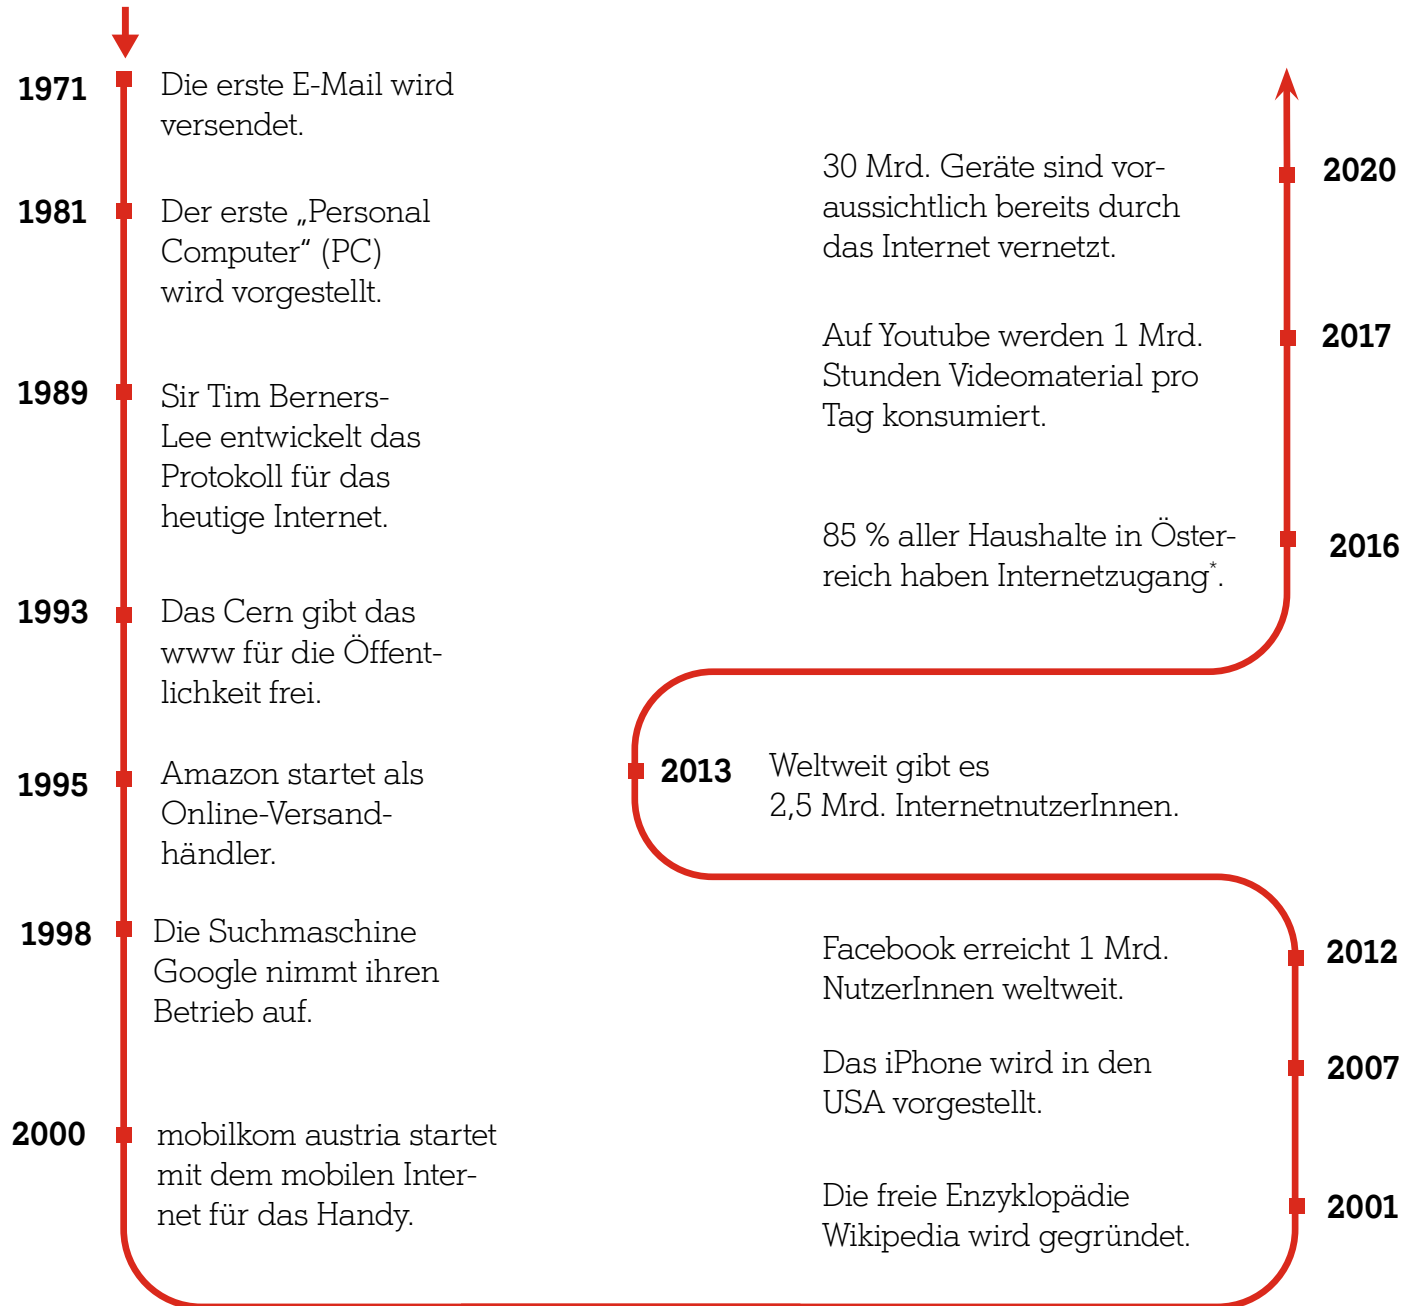 1971
Die erste E-Mail wird
versendet.
1981
Der erste „Personal
Computer“ (PC)
wird vorgestellt.
1989
Sir Tim Berners-
Lee entwickelt das
Protokoll für das
heutige Internet.
1993
Das Cern gibt das
www für die Öffent-
lichkeit frei.
1995
Amazon startet als
Online-Versand-
händler.
1998
Die Suchmaschine
Google nimmt ihren
Betrieb auf.
2000
mobilkom austria startet
mit dem mobilen Inter-
net für das Handy.
2001
Die freie Enzyklopädie
Wikipedia wird gegründet.
2007
Das iPhone wird in den
USA vorgestellt.
2012
Facebook erreicht 1 Mrd.
NutzerInnen weltweit.
2013
Weltweit gibt es
2,5 Mrd. InternetnutzerInnen.
2016
85 % aller Haushalte in Öster-
reich haben Internetzugang*.
2017
Auf Youtube werden 1 Mrd.
Stunden Videomaterial pro
Tag konsumiert.
2020
30 Mrd. Geräte sind vor-
aussichtlich bereits durch
das Internet vernetzt.